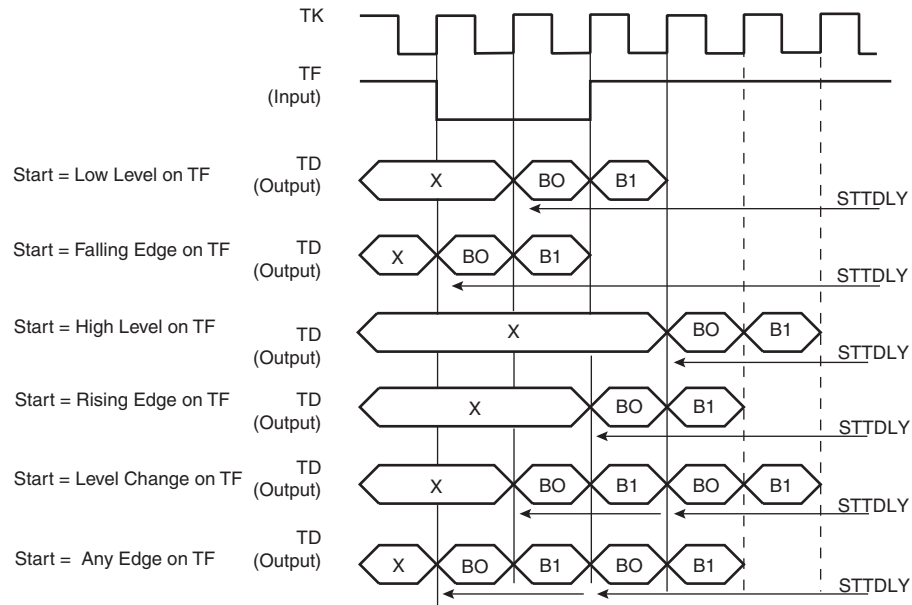 TK
TF
(Input)
Start = Low Level on TF
TD
(Output)
X
BO
B1
STTDLY
Start = Falling Edge on TF
TD
(Output)
X
BO
B1
STTDLY
Start = High Level on TF
TD
(Output)
X
BO
B1
STTDLY
Start = Rising Edge on TF
TD
(Output)
X
BO
B1
STTDLY
Start = Level Change on TF
TD
(Output)
X
BO
B1
BO
B1
STTDLY
Start = Any Edge on TF
TD
(Output)
X
BO
B1
BO
B1
STTDLY